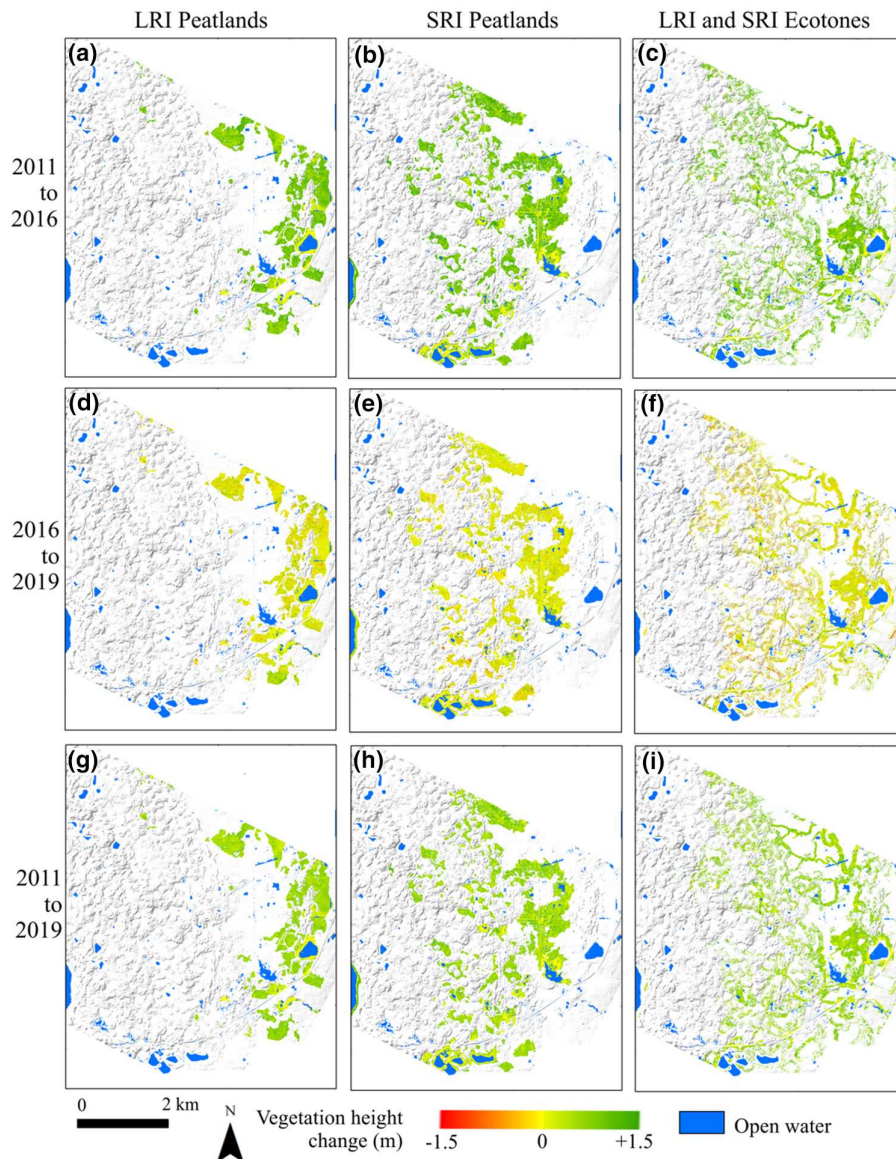 LRI Peatlands
SRI Peatlands
LRI and SRI Ecotones
(a)
(b)
(c)
2011
to
2016
(d)
(e)
(f)
2016
to
2019
(g)
(h)
(i)
2011
to
2019
0 2 km
N
Vegetation height
change (m)
-1.5 0 +1.5
Open water